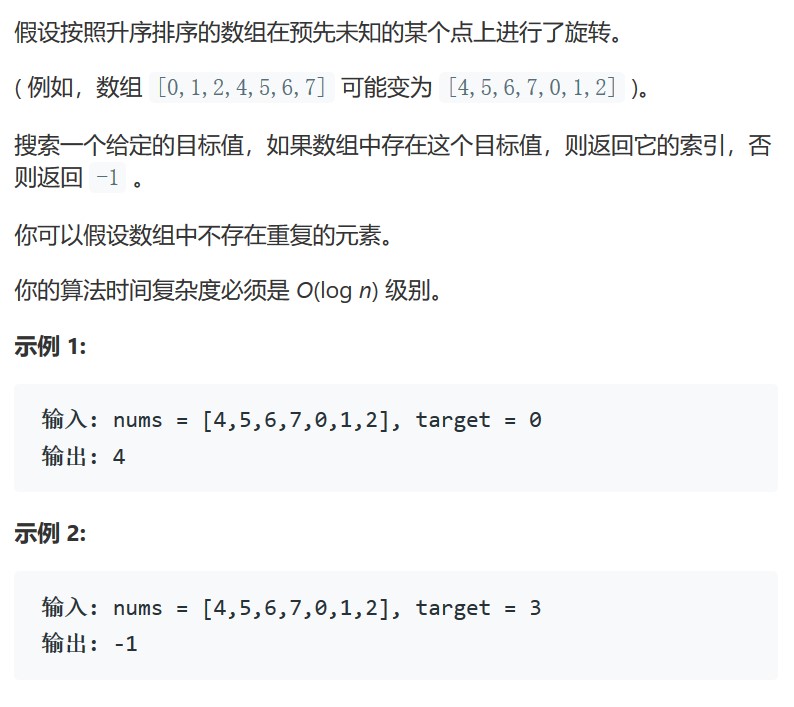 假设按照升序排序的数组在预先未知的某个点上进行了旋转。
( 例如，数组 [0,1,2,4,5,6,7] 可能变为 [4,5,6,7,0,1,2] )。
搜索一个给定的目标值，如果数组中存在这个目标值，则返回它的索引，否
则返回 -1 。
你可以假设数组中不存在重复的元素。
你的算法时间复杂度必须是 O(log n) 级别。
示例 1:
输入: nums = [4,5,6,7,0,1,2], target = 0
输出: 4
示例 2:
输入: nums = [4,5,6,7,0,1,2], target = 3
输出: -1